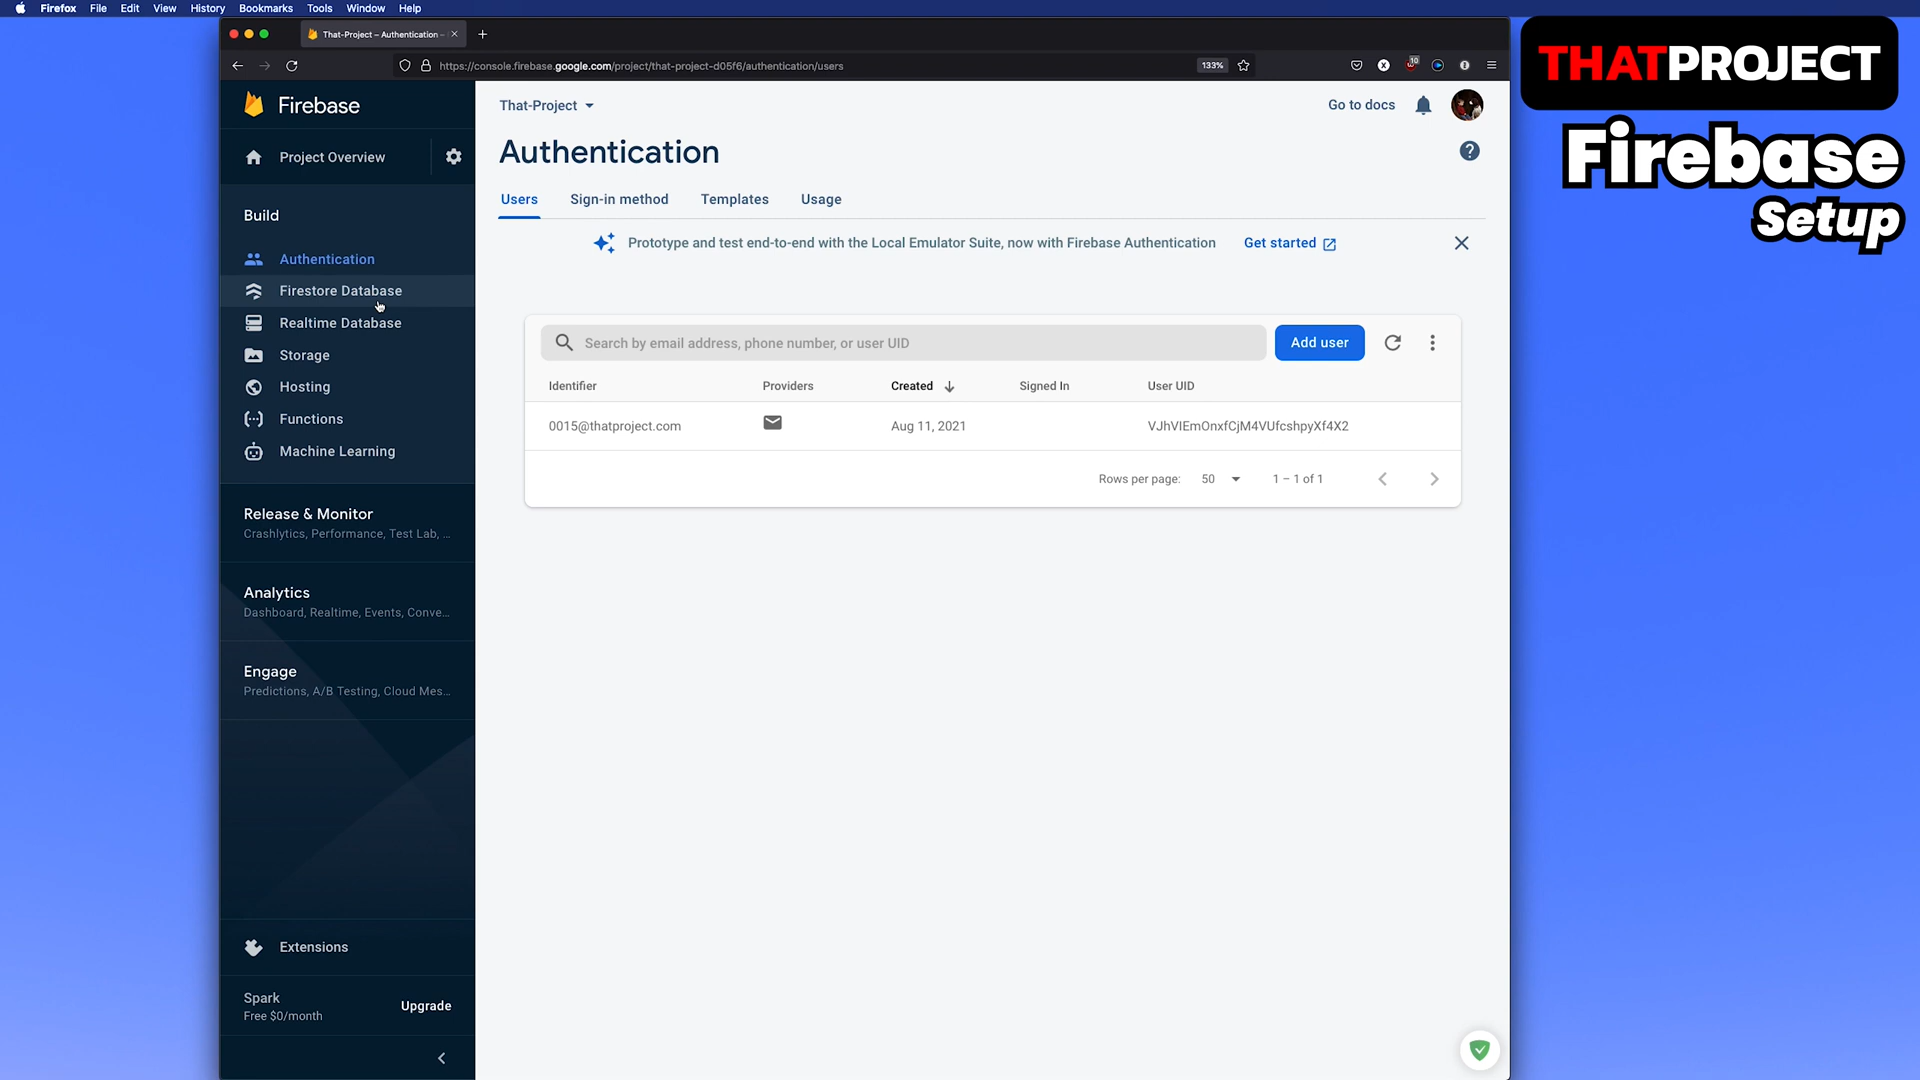 Firefox File Edit View History Bookmarks Tools Window Help
That-Project – Authentication –
https://console.firebase.google.com/project/that-project-d05f6/authentication/users
133%
10
THATPROJECT
Firebase
Setup
Firebase
Project Overview
Build
Authentication
Firestore Database
Realtime Database
Storage
Hosting
Functions
Machine Learning
Release & Monitor
Crashlytics, Performance, Test Lab, ...
Analytics
Dashboard, Realtime, Events, Conve...
Engage
Predictions, A/B Testing, Cloud Mes...
Extensions
Spark
Free $0/month
Upgrade
That-Project
Go to docs
Authentication
Users Sign-in method Templates Usage
Prototype and test end-to-end with the Local Emulator Suite, now with Firebase Authentication Get started
Search by email address, phone number, or user UID
Add user
Identifier Providers Created Signed In User UID
0015@thatproject.com Aug 11, 2021 VJhVIEmOnxfCjM4VUfcshpyXf4X2
Rows per page: 50 1 – 1 of 1